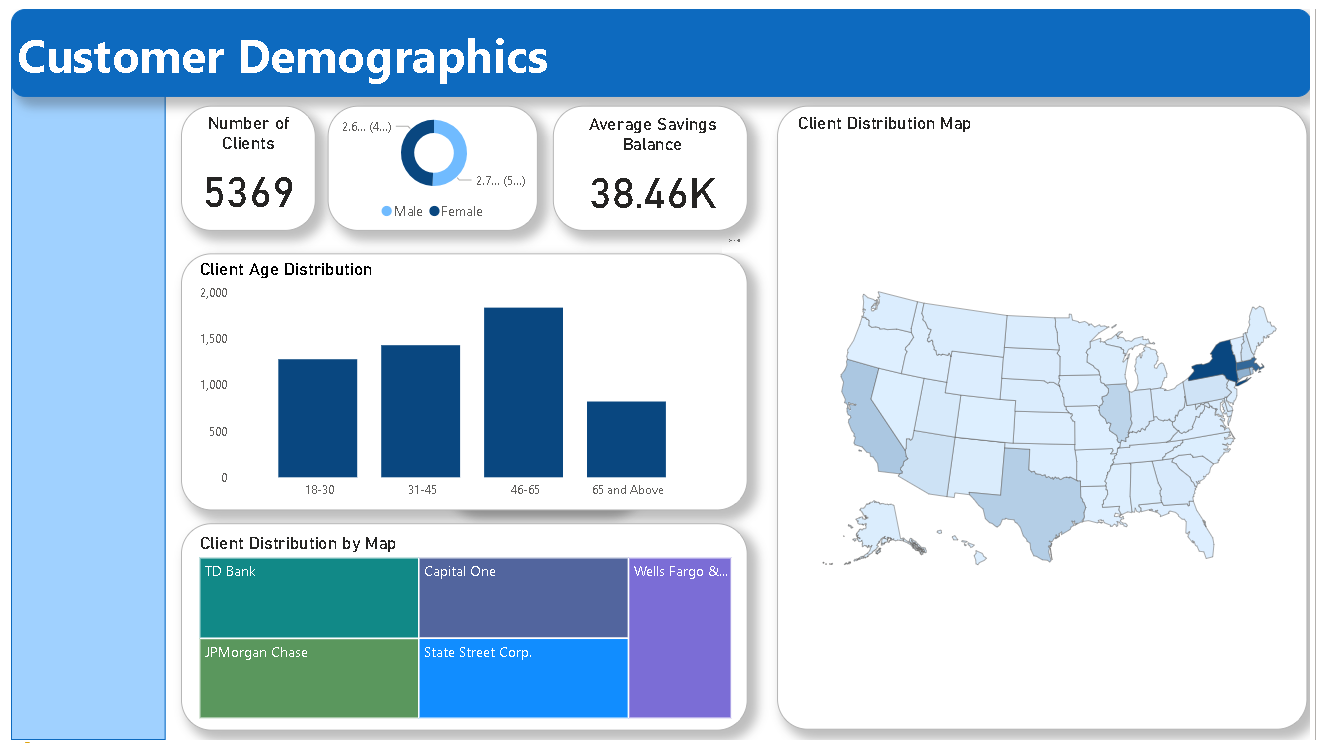 Customer Demographics
Number of
Clients
5369
2.6... (4...)
2.7... (5...)
Male Female
Average Savings
Balance
38.46K
Client Distribution Map
Client Age Distribution
2,000
1,500
1,000
500
0
18-30 31-45 46-65 65 and Above
Client Distribution by Map
TD Bank Capital One Wells Fargo &...
JPMorgan Chase State Street Corp.